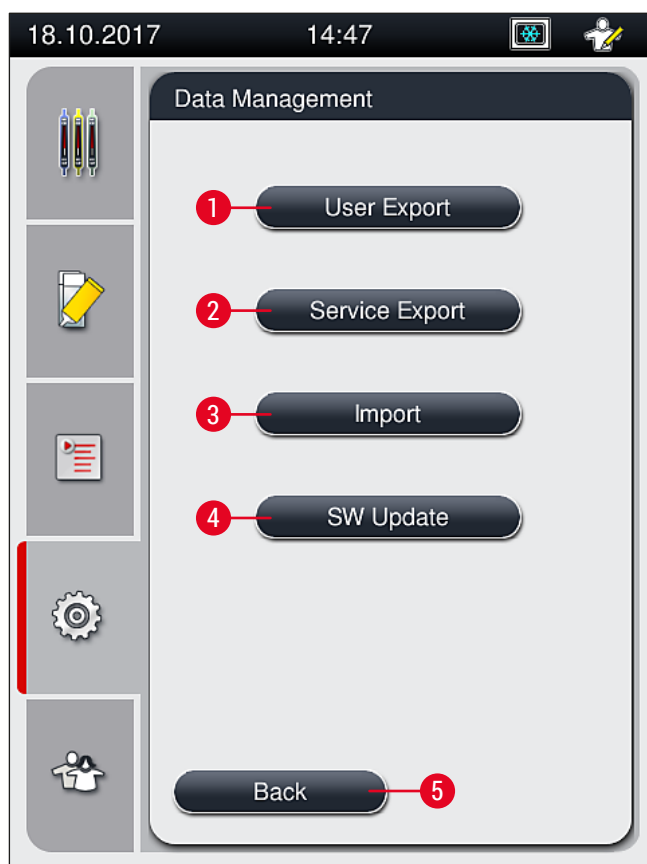 18.10.2017 14:47
Data Management
1 User Export
2 Service Export
3 Import
4 SW Update
Back 5